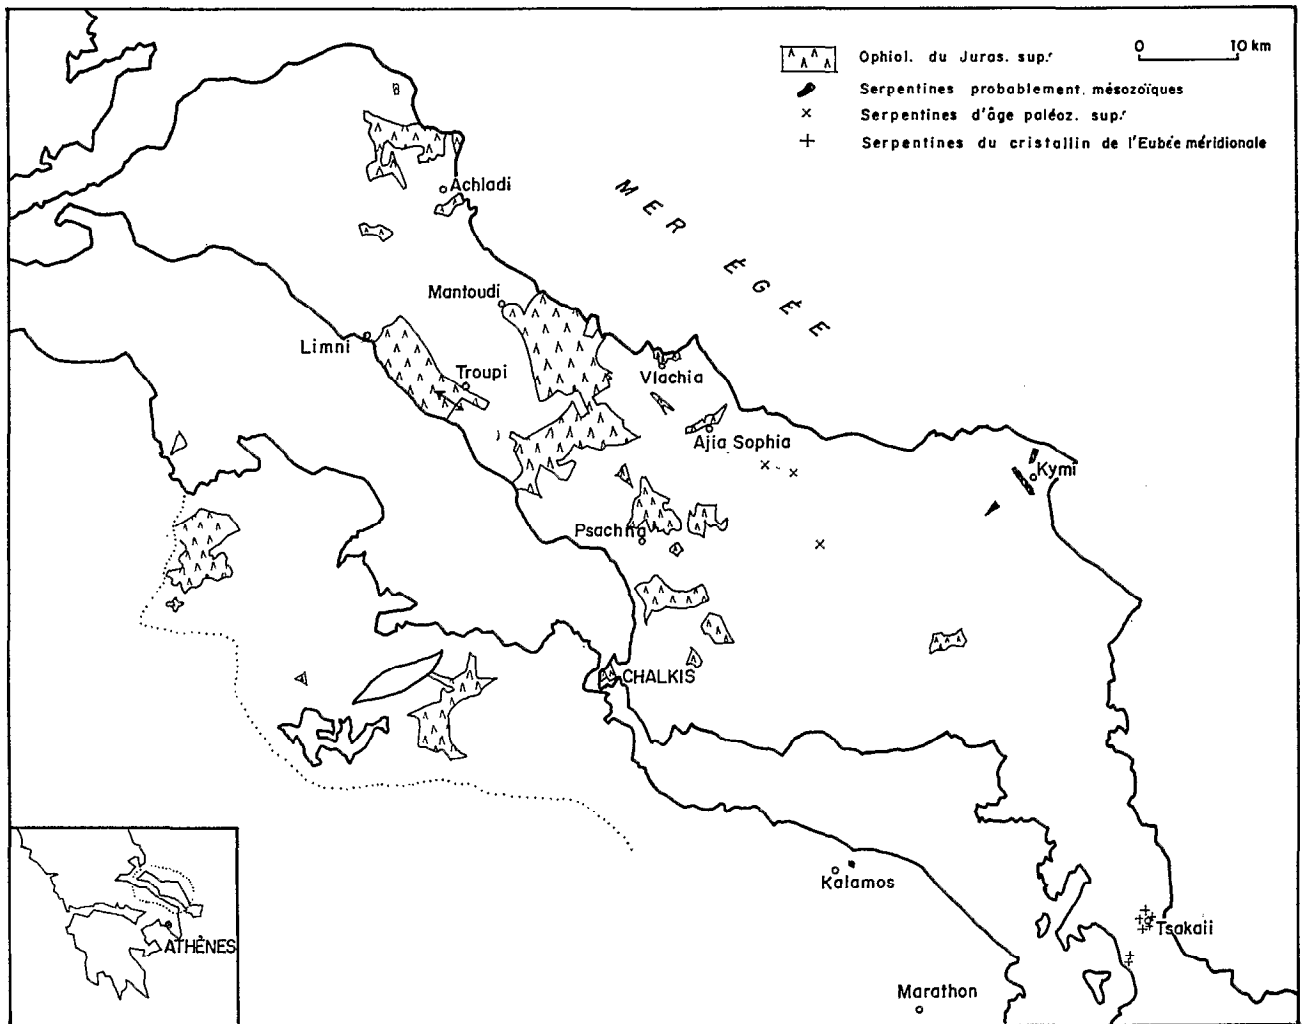 0 10 km
Ophiol. du Juras. sup.r
Serpentines probablement. mésozoïques
Serpentines d'âge paléoz. sup.r
Serpentines du cristallin de l'Eubée méridionale
MER ÉGÉE
Achladi
Mantoudi
Limni
Troupi
Vlachia
Ajia Sophia
Kymi
Psachna
CHALKIS
Kalamos
Tsakaii
ATHÈNES
Marathon